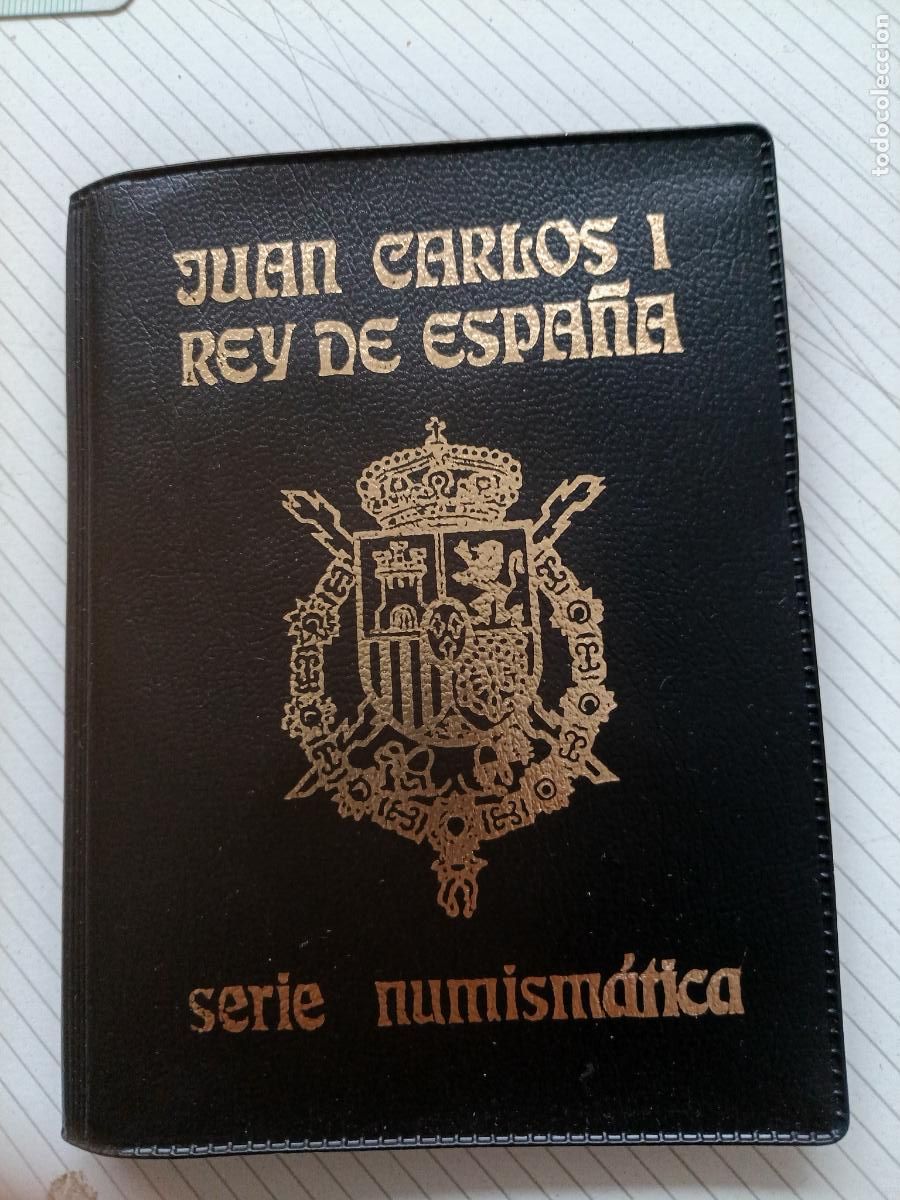 JUAN CARLOS I
REY DE ESPAÑA
serie numismática
todocoleccion